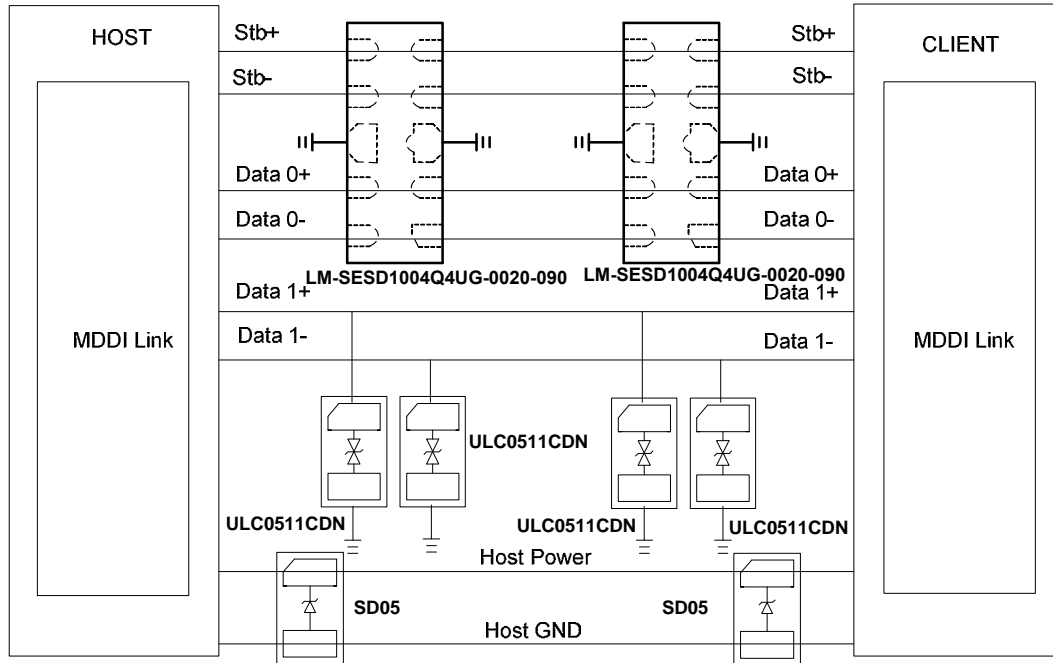 HOST
CLIENT
Stb+
Stb+
Stb-
Stb-
Data 0+
Data 0+
Data 0-
Data 0-
LM-SESD1004Q4UG-0020-090
LM-SESD1004Q4UG-0020-090
Data 1+
Data 1+
Data 1-
Data 1-
MDDI Link
MDDI Link
ULC0511CDN
ULC0511CDN
ULC0511CDN
ULC0511CDN
Host Power
SD05
SD05
Host GND